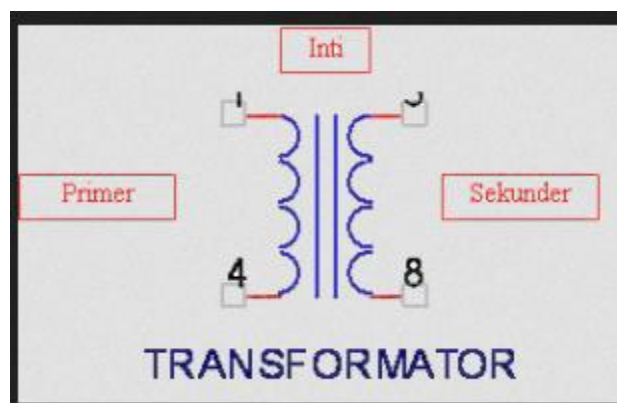 Inti
Primer
Sekunder
4
8
TRANSFORMATOR